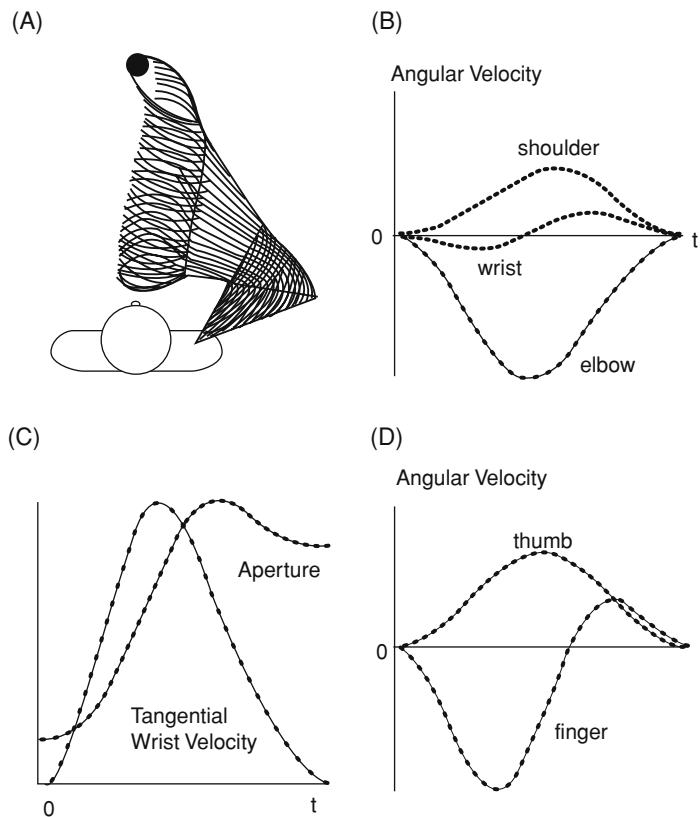 (A)
(B)
Angular Velocity
shoulder
0
t
wrist
elbow
(C)
Aperture
Tangential
Wrist Velocity
0
t
(D)
Angular Velocity
thumb
0
finger